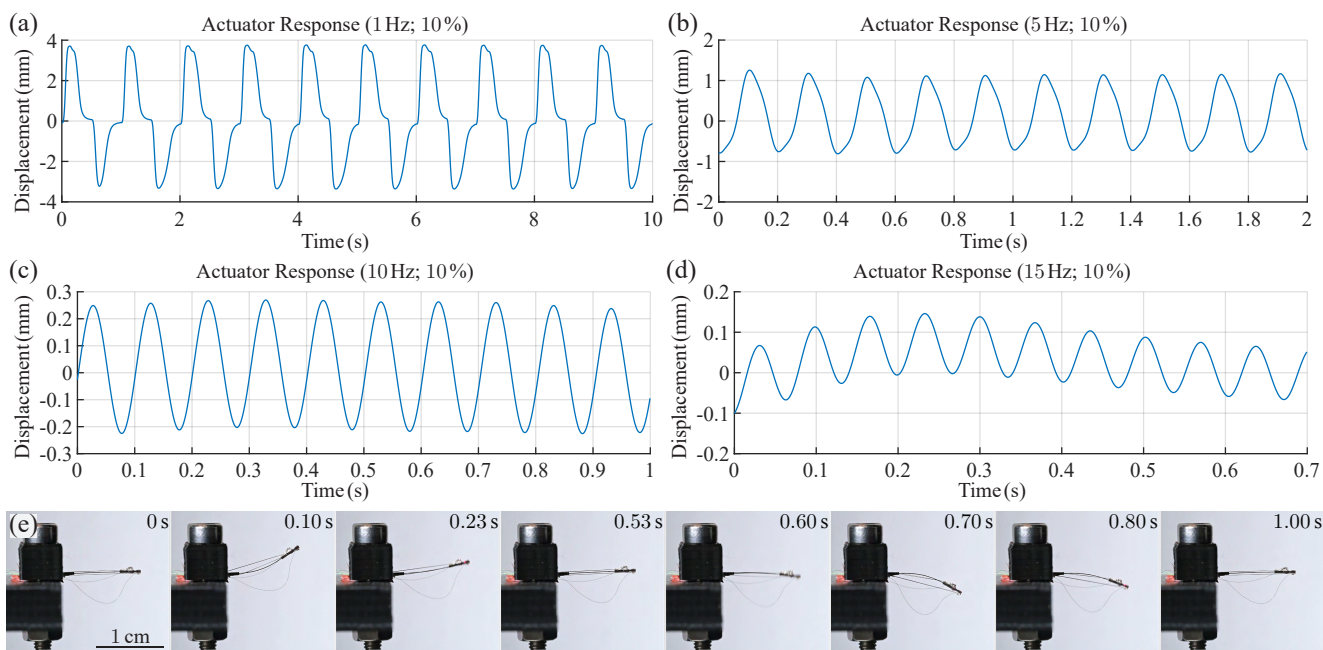 (a)
Actuator Response (1 Hz; 10 %)
Displacement (mm)
4
2
0
-2
-4
0 2 4 6 8 10
Time (s)
(b)
Actuator Response (5 Hz; 10 %)
Displacement (mm)
2
1
0
-1
-2
0 0.2 0.4 0.6 0.8 1 1.2 1.4 1.6 1.8 2
Time (s)
(c)
Actuator Response (10 Hz; 10 %)
Displacement (mm)
0.3
0.2
0.1
0
-0.1
-0.2
-0.3
0 0.1 0.2 0.3 0.4 0.5 0.6 0.7 0.8 0.9 1
Time (s)
(d)
Actuator Response (15 Hz; 10 %)
Displacement (mm)
0.2
0.1
0
-0.1
-0.2
0 0.1 0.2 0.3 0.4 0.5 0.6 0.7
Time (s)
(e)
0 s 0.10 s 0.23 s 0.53 s 0.60 s 0.70 s 0.80 s 1.00 s
1 cm